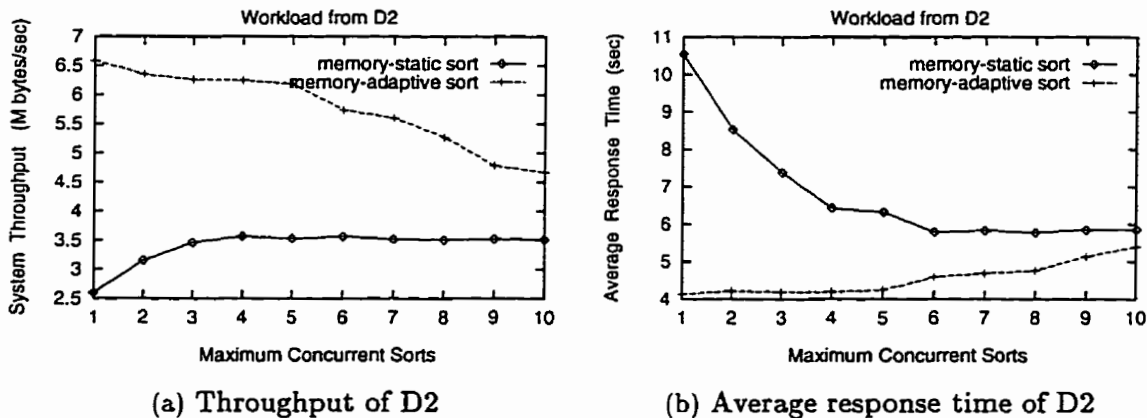 Workload from D2
System Throughput (M bytes/sec)
7
6.5
6
5.5
5
4.5
4
3.5
3
2.5
memory-static sort
memory-adaptive sort
1 2 3 4 5 6 7 8 9 10
Maximum Concurrent Sorts
(a) Throughput of D2
Workload from D2
Average Response Time (sec)
11
10
9
8
7
6
5
4
memory-static sort
memory-adaptive sort
1 2 3 4 5 6 7 8 9 10
Maximum Concurrent Sorts
(b) Average response time of D2